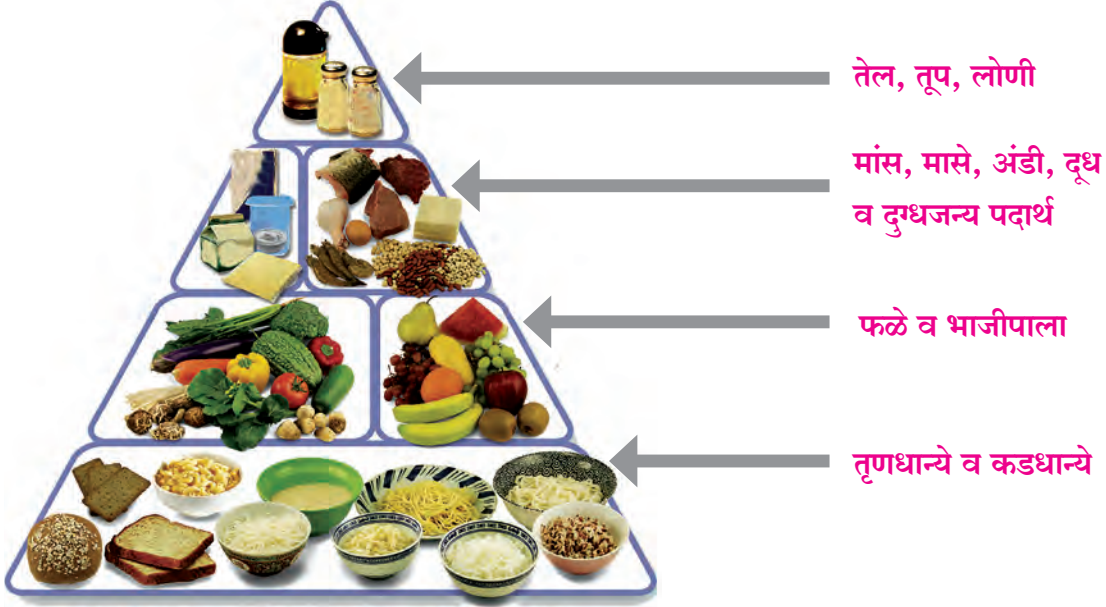 तेल, तूप, लोणी
मांस, मासे, अंडी, दूध
व दुग्धजन्य पदार्थ
फळे व भाजीपाला
तृणधान्ये व कडधान्ये